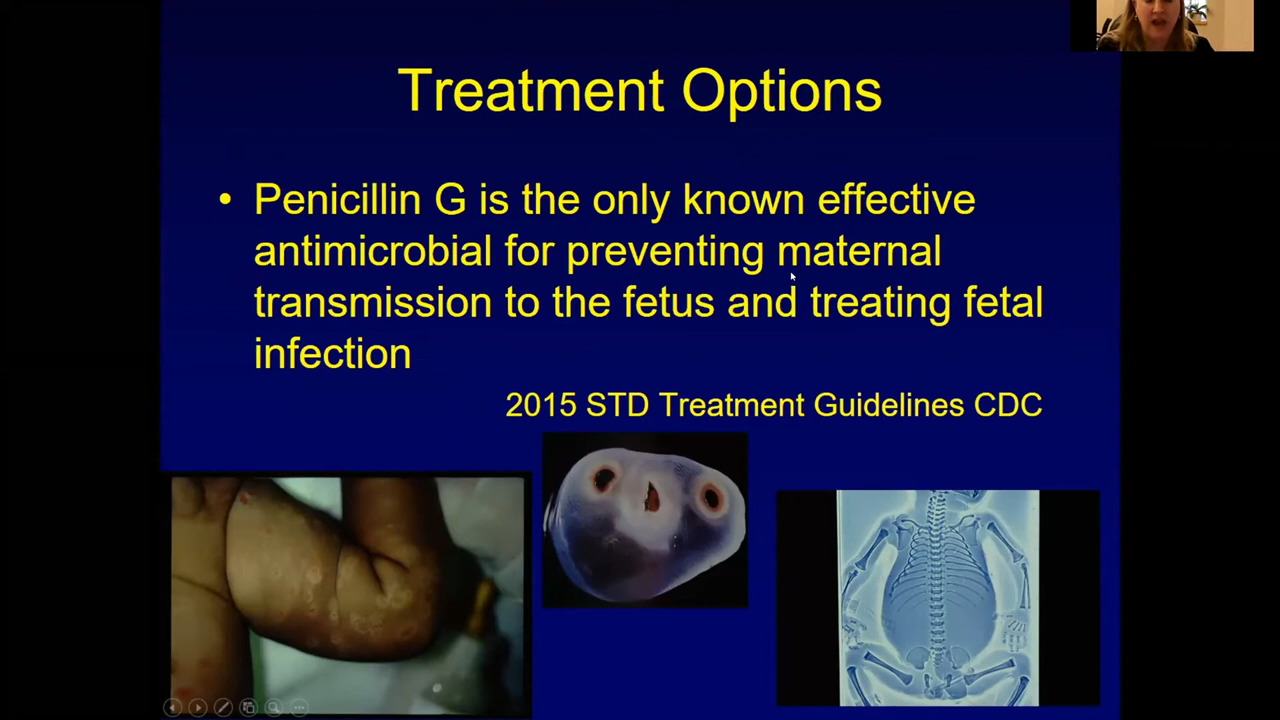 Treatment Options
• Penicillin G is the only known effective
antimicrobial for preventing maternal
transmission to the fetus and treating fetal
infection
2015 STD Treatment Guidelines CDC